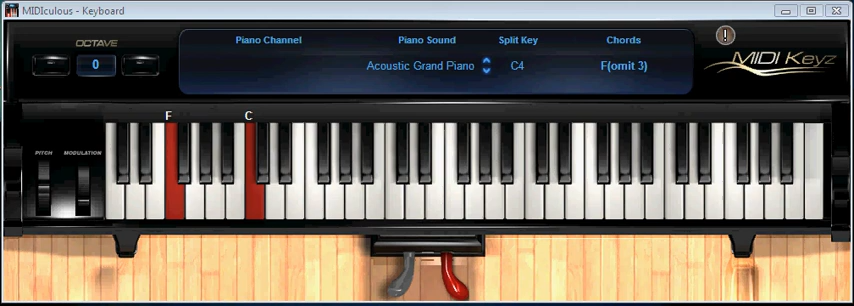 MIDIculous - Keyboard
OCTAVE
0
Piano Channel Piano Sound Split Key Chords
Acoustic Grand Piano C4 F(omit 3)
!
MIDI Keyz
F C
PITCH MODULATION